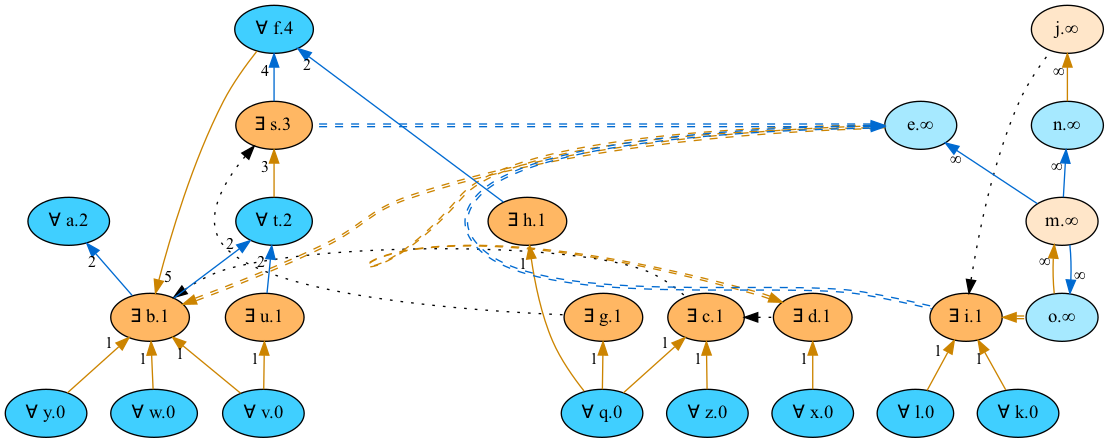 ∀ f.4
j.∞
4
2
∞
∃ s.3
e.∞
n.∞
3
∞
∞
∀ a.2
∀ t.2
∃ h.1
m.∞
2
2
2
1
∞
∞
5
∃ b.1
∃ u.1
∃ g.1
∃ c.1
∃ d.1
∃ i.1
o.∞
1
1
1
1
1
1
1
1
1
1
∀ y.0
∀ w.0
∀ v.0
∀ q.0
∀ z.0
∀ x.0
∀ l.0
∀ k.0